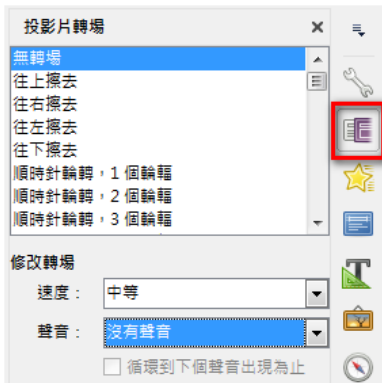 投影片轉場
無轉場
往上擦去
往右擦去
往左擦去
往下擦去
順時針輪轉，1 個輪輻
順時針輪轉，2 個輪輻
順時針輪轉，3 個輪輻
修改轉場
速度： 中等
聲音： 沒有聲音
循環到下個聲音出現為止